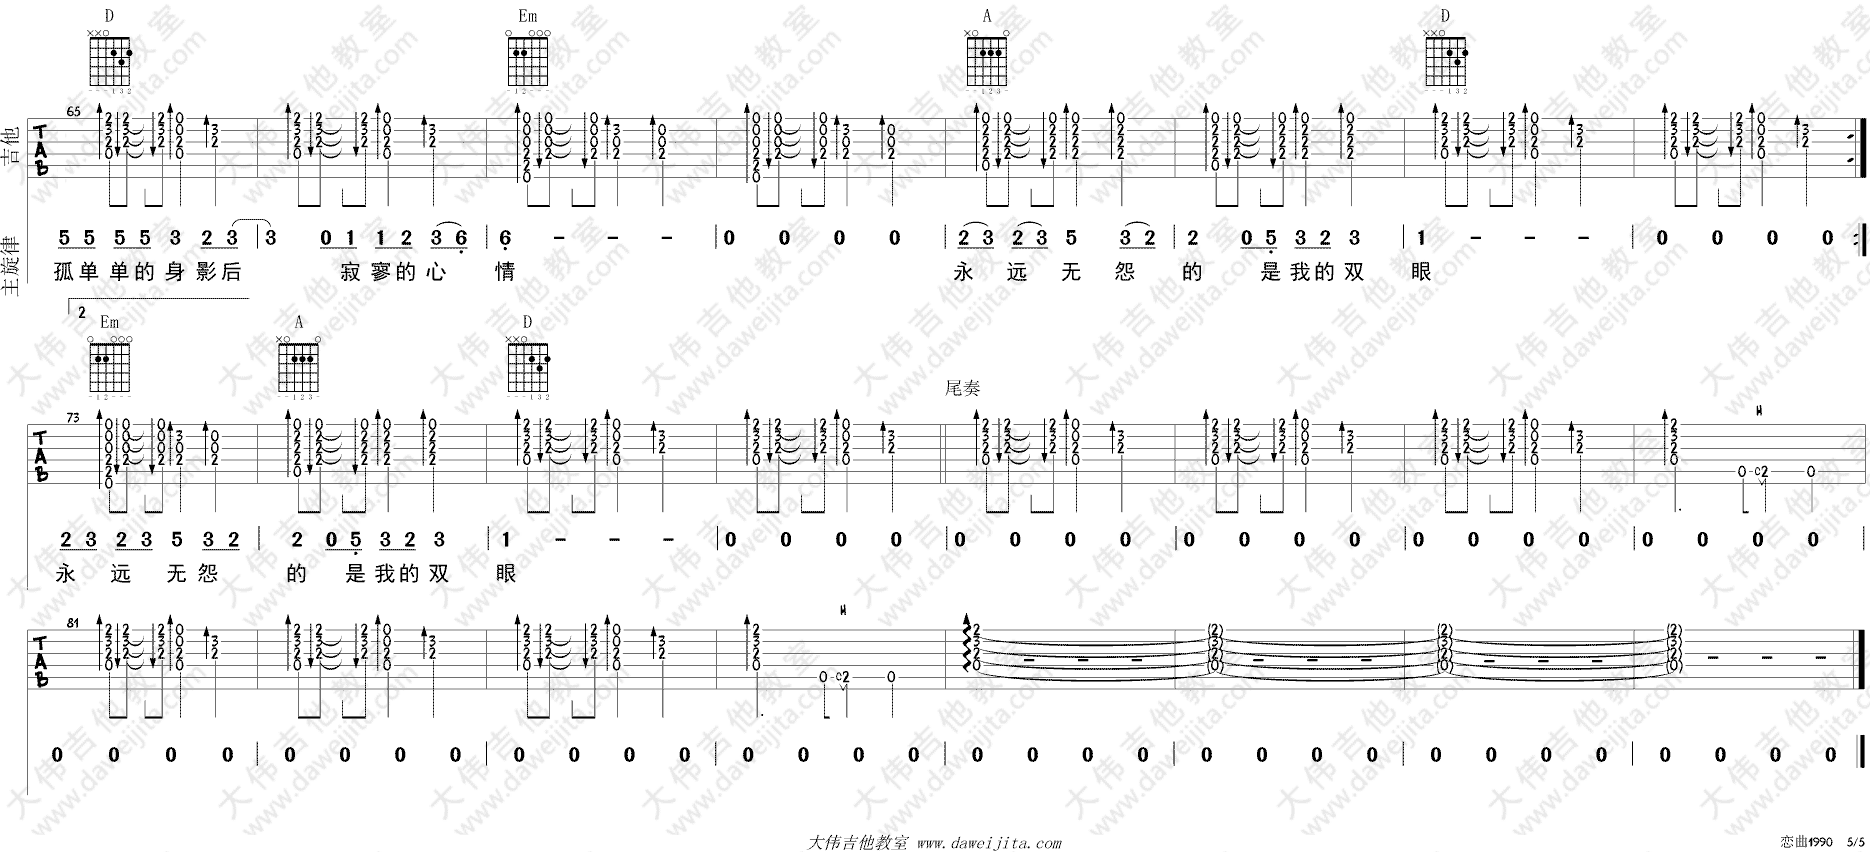 D Em A D
65
吉他
TAB
主旋律
5 5 5 5 3 2 3 | 3 0 1 1 2 3 6 | 6 - - - | 0 0 0 0 | 2 3 2 3 5 3 2 | 2 0 5 3 2 3 | 1 - - - | 0 0 0 0
孤单单的身影后 寂寥的心情 永远无怨的是我的双眼
2
Em A D
尾奏
73
H
TAB
2 3 2 3 5 3 2 | 2 0 5 3 2 3 | 1 - - - | 0 0 0 0 | 0 0 0 0 | 0 0 0 0 | 0 0 0 0 | 0 0 0 0
永远无怨的是我的双眼
81
H
TAB
0 0 0 0 | 0 0 0 0 | 0 0 0 0 | 0 0 0 0 | 0 0 0 0 | 0 0 0 0 | 0 0 0 0 | 0 0 0 0
大伟吉他教室 www.daweijita.com
恋曲1990 5/5